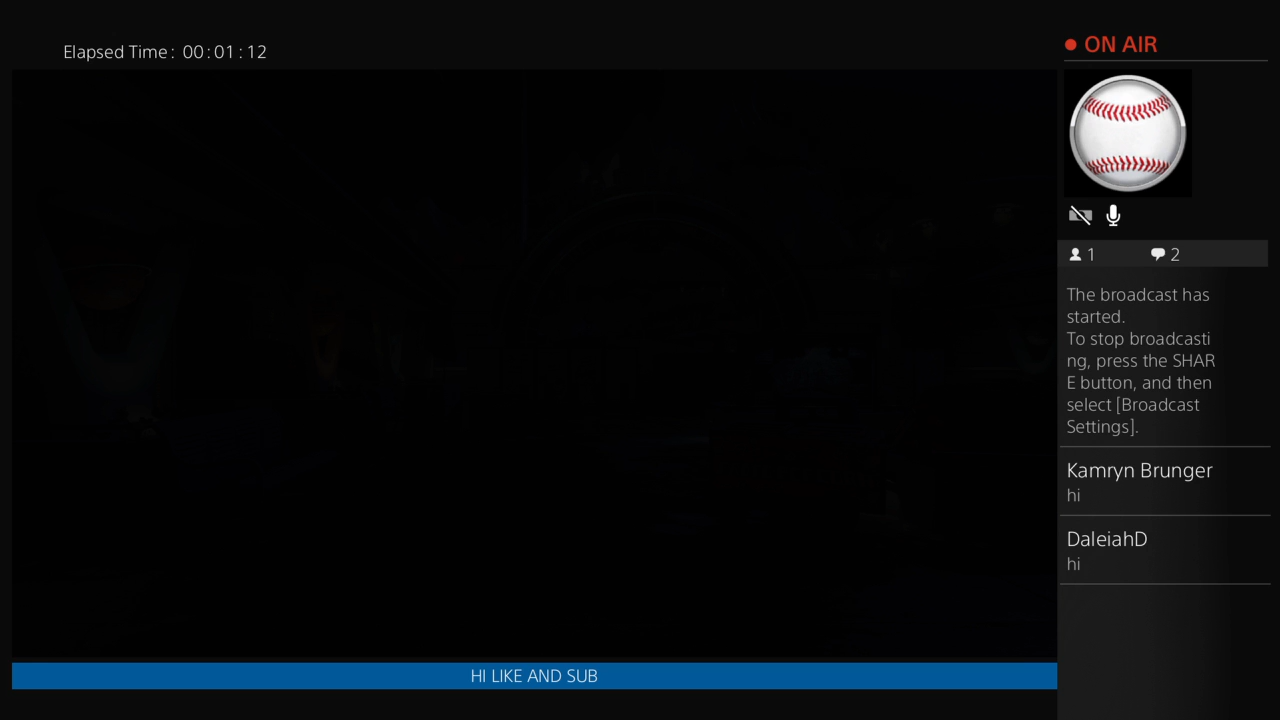 Elapsed Time: 00:01:12
ON AIR
1 2
The broadcast has
started.
To stop broadcasti
ng, press the SHAR
E button, and then
select [Broadcast
Settings].
Kamryn Brunger
hi
DaleiahD
hi
HI LIKE AND SUB